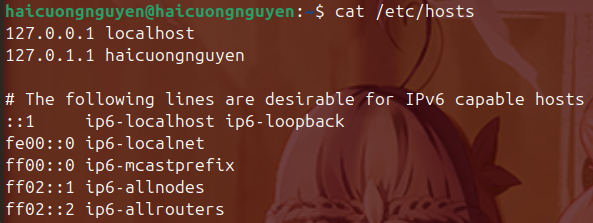 haicuongnguyen@haicuongnguyen:~$ cat /etc/hosts
127.0.0.1 localhost
127.0.1.1 haicuongnguyen
# The following lines are desirable for IPv6 capable hosts
::1     ip6-localhost ip6-loopback
fe00::0 ip6-localnet
ff00::0 ip6-mcastprefix
ff02::1 ip6-allnodes
ff02::2 ip6-allrouters